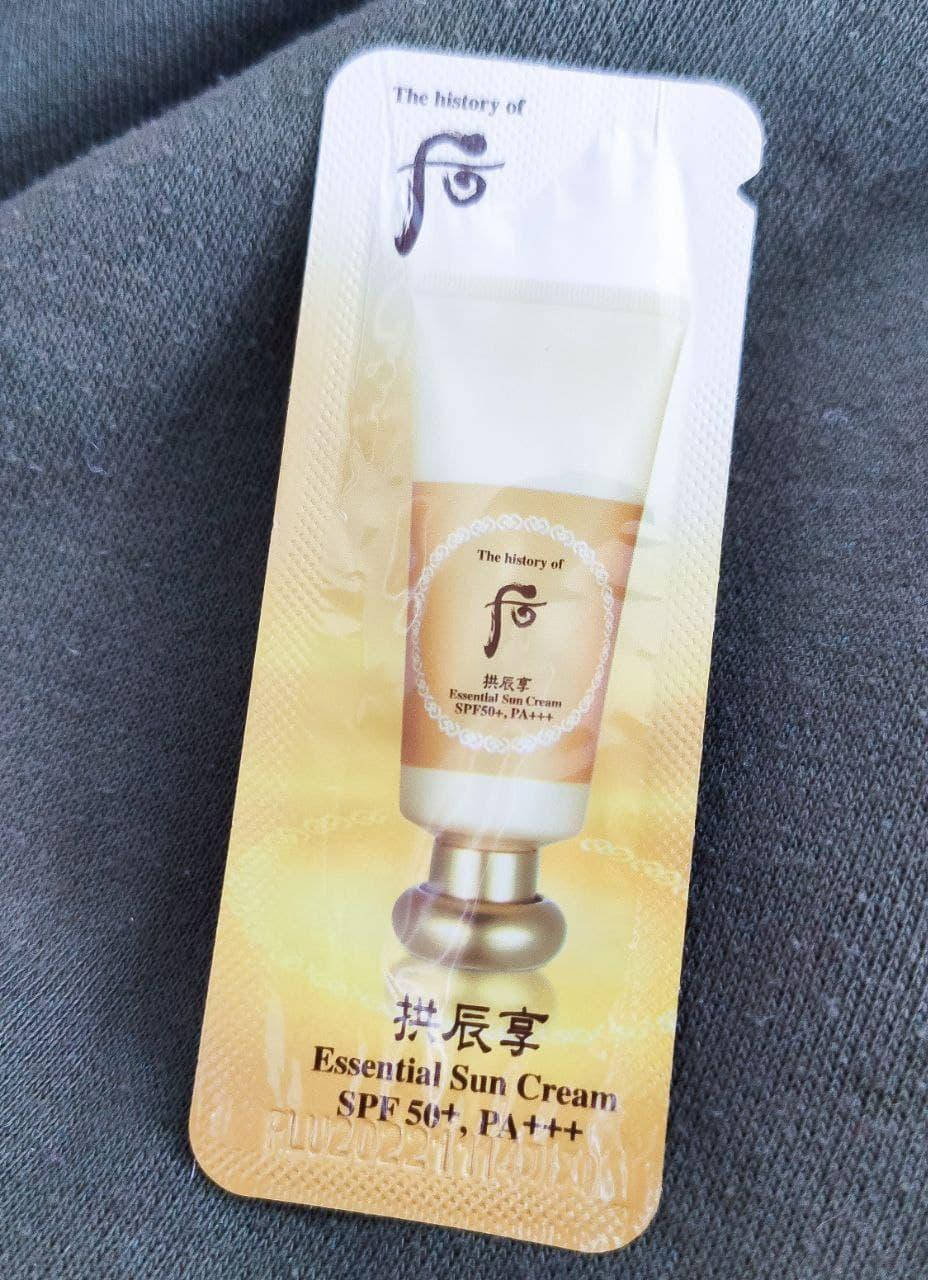 The history of
后
The history of
后
拱辰享
Essential Sun Cream
SPF50+, PA+++
拱辰享
Essential Sun Cream
SPF 50+, PA+++